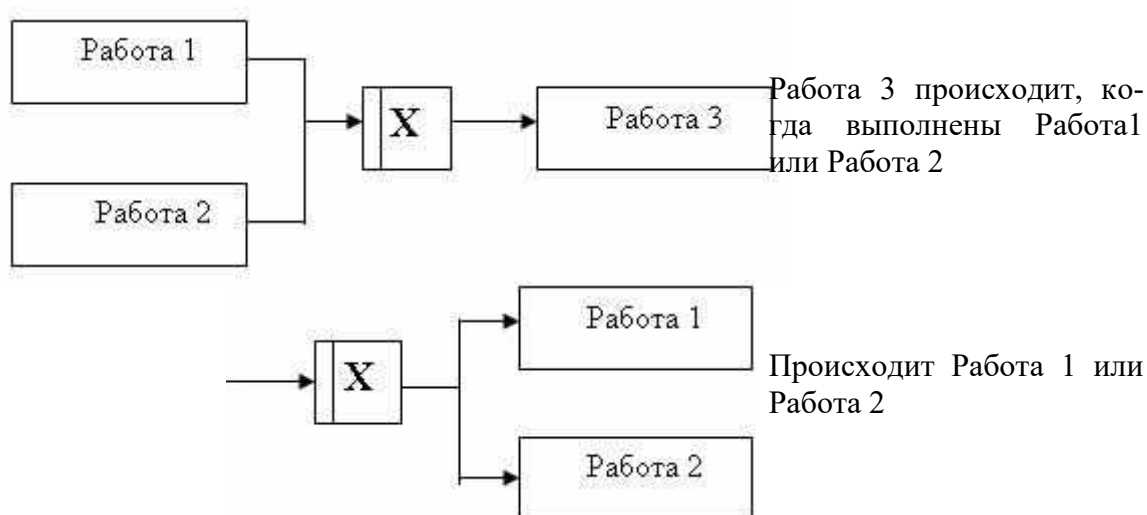 Работа 1
X
Работа 3
Работа 3 происходит, ко-
гда выполнены Работа1
или Работа 2
Работа 2
Работа 1
X
Происходит Работа 1 или
Работа 2
Работа 2